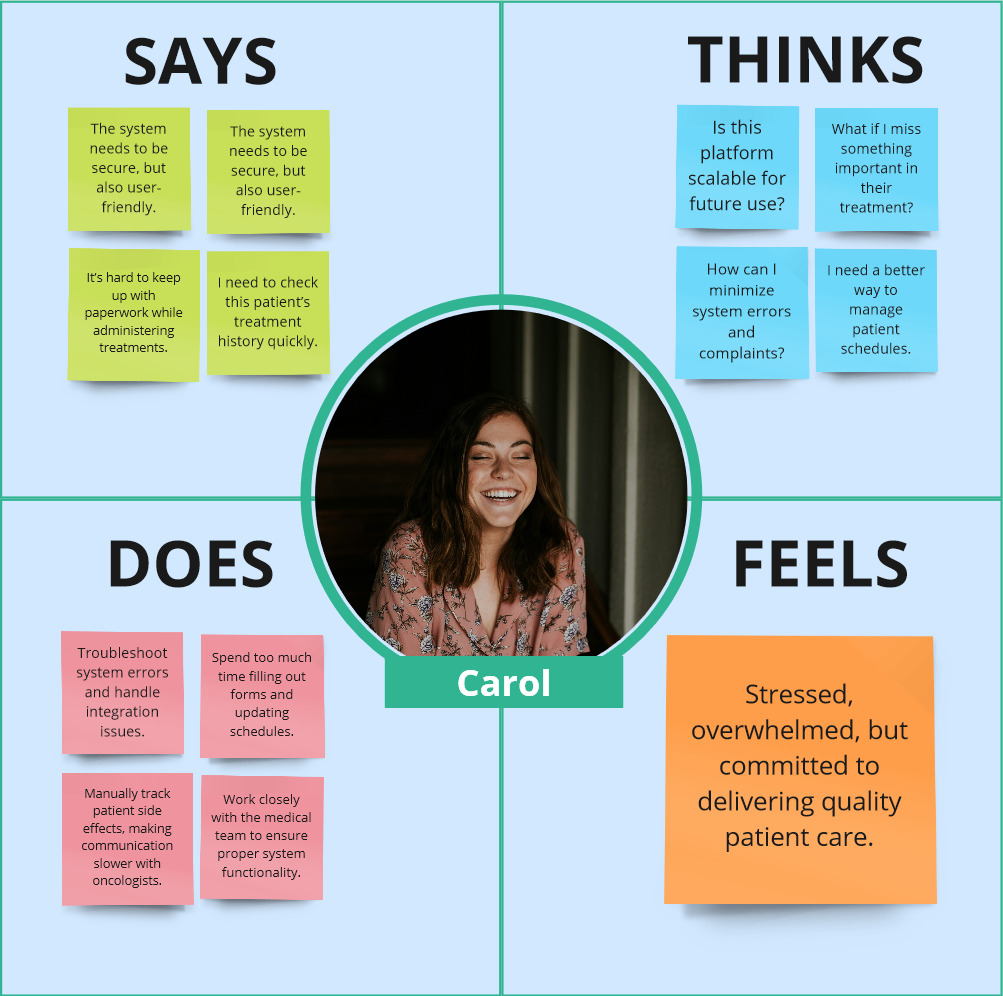 SAYS
The system
needs to be
secure, but
also user-
friendly.
The system
needs to be
secure, but
also user-
friendly.
It's hard to keep
up with
paperwork while
administering
treatments.
I need to check
this patient's
treatment
history quickly.
THINKS
Is this
platform
scalable for
future use?
What if I miss
something
important in
their
treatment?
How can I
minimize
system errors
and
complaints?
I need a better
way to
manage
patient
schedules.
Carol
DOES
Troubleshoot
system errors
and handle
integration
issues.
Spend too much
time filling out
forms and
updating
schedules.
Manually track
patient side
effects, making
communication
slower with
oncologists.
Work closely
with the medical
team to ensure
proper system
functionality.
FEELS
Stressed,
overwhelmed, but
committed to
delivering quality
patient care.